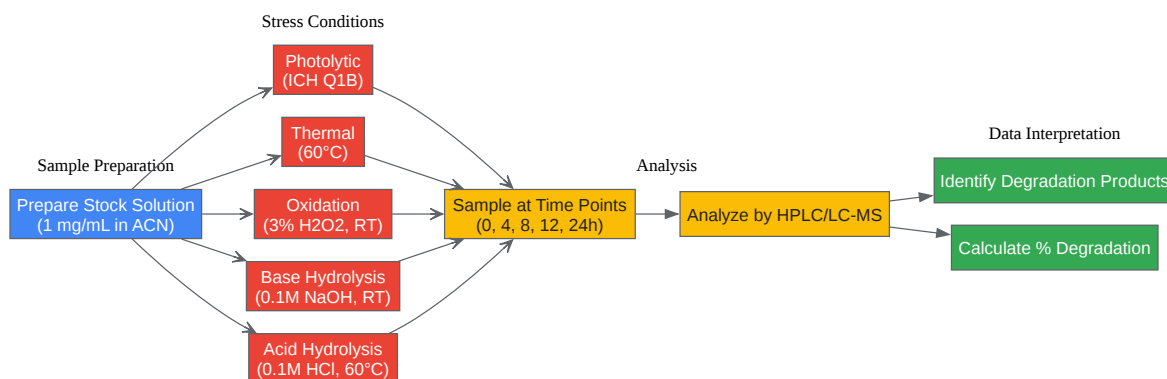 Stress Conditions
Photolytic
(ICH Q1B)
Thermal
(60°C)
Data Interpretation
Sample Preparation
Analysis
Identify Degradation Products
Prepare Stock Solution
(1 mg/mL in ACN)
Oxidation
(3% H2O2, RT)
Sample at Time Points
(0, 4, 8, 12, 24h)
Analyze by HPLC/LC-MS
Calculate % Degradation
Base Hydrolysis
(0.1M NaOH, RT)
Acid Hydrolysis
(0.1M HCl, 60°C)